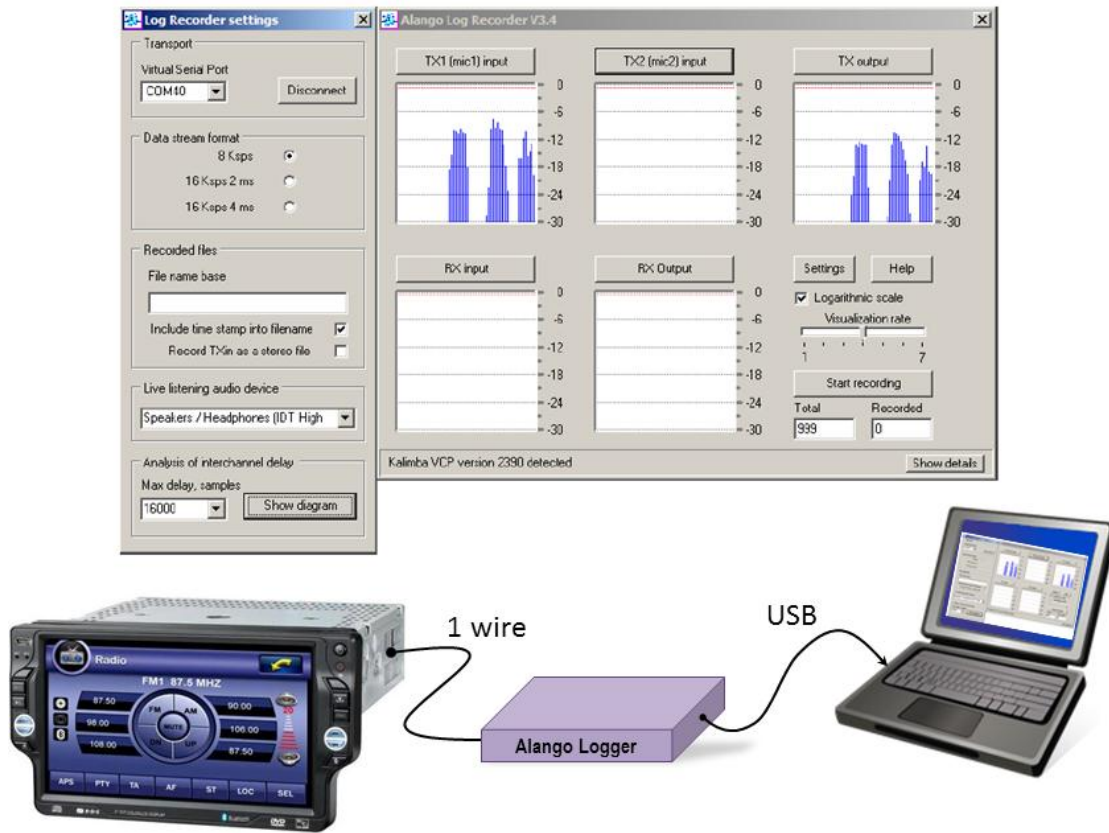 Log Recorder settings
Transport
Virtual Serial Port
COM40
Disconnect
Data stream format
8 Ksps
16 Ksps 2 ms
16 Ksps 4 ms
Recorded files
File name base
Include time stamp into filename
Record TXin as a stereo file
Live listening audio device
Speakers / Headphones (IDT High
Analysis of interchannel delay
Max delay, samples
16000
Show diagram
Alango Log Recorder V3.4
TX1 (mic1) input
TX2 (mic2) input
TX output
0
-6
-12
-18
-24
-30
0
-6
-12
-18
-24
-30
0
-6
-12
-18
-24
-30
RX input
RX Output
0
-6
-12
-18
-24
-30
0
-6
-12
-18
-24
-30
Settings
Help
Logarithmic scale
Visualization rate
1 7
Start recording
Total Recorded
999 0
Kalimba VCP version 2390 detected
Show details
1 wire
USB
Alango Logger
Radio
FM1 87.5 MHZ
87.50
98.00
108.00
FM AM
MUTE
DN UP
90.00
106.00
87.50
20
APS PTY TA AF ST LOC SEL
Bluetooth